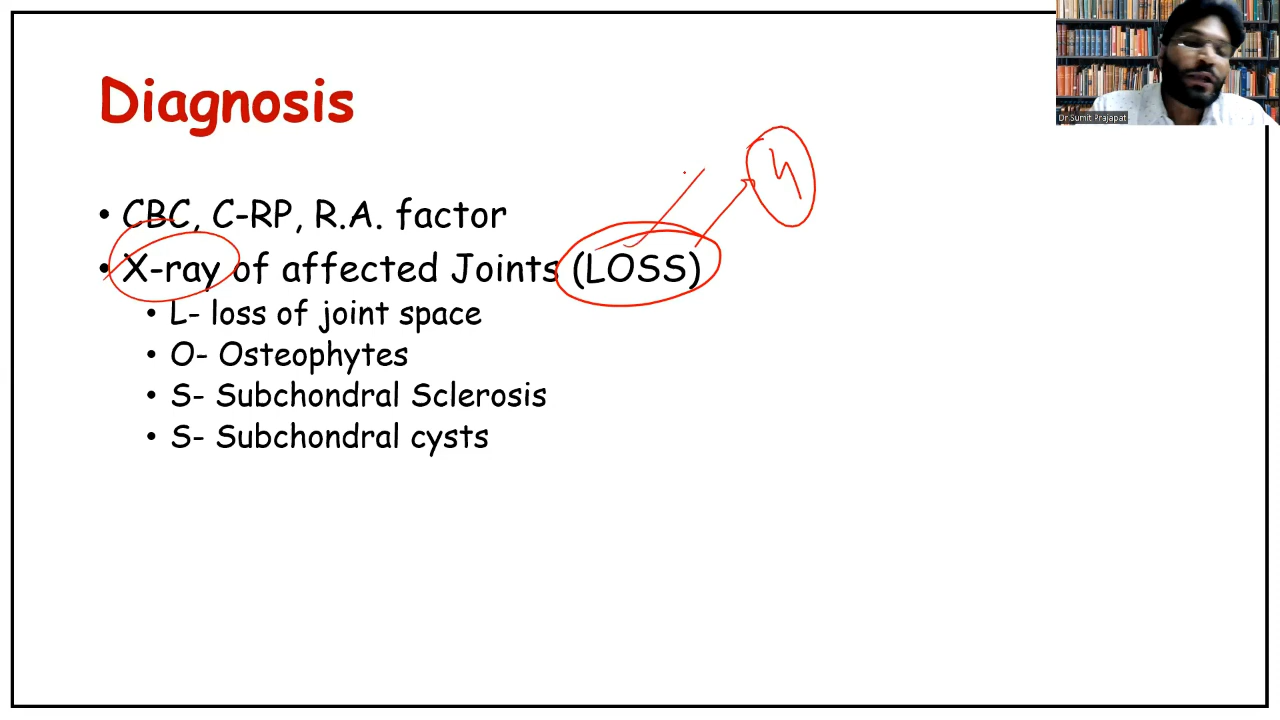 Diagnosis
• CBC, C-RP, R.A. factor
• X-ray of affected Joints (LOSS)
• L- loss of joint space
• O- Osteophytes
• S- Subchondral Sclerosis
• S- Subchondral cysts
4
Dr.Sumit Prajapat